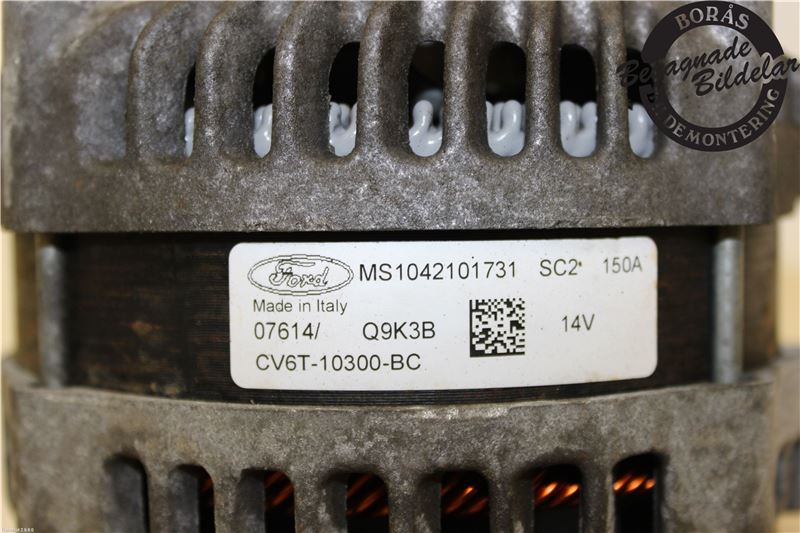 BORÅS
Begagnade
Bildelar
DEMONTERING
Ford MS1042101731 SC2 150A
Made in Italy
07614/ Q9K3B 14V
CV6T-10300-BC